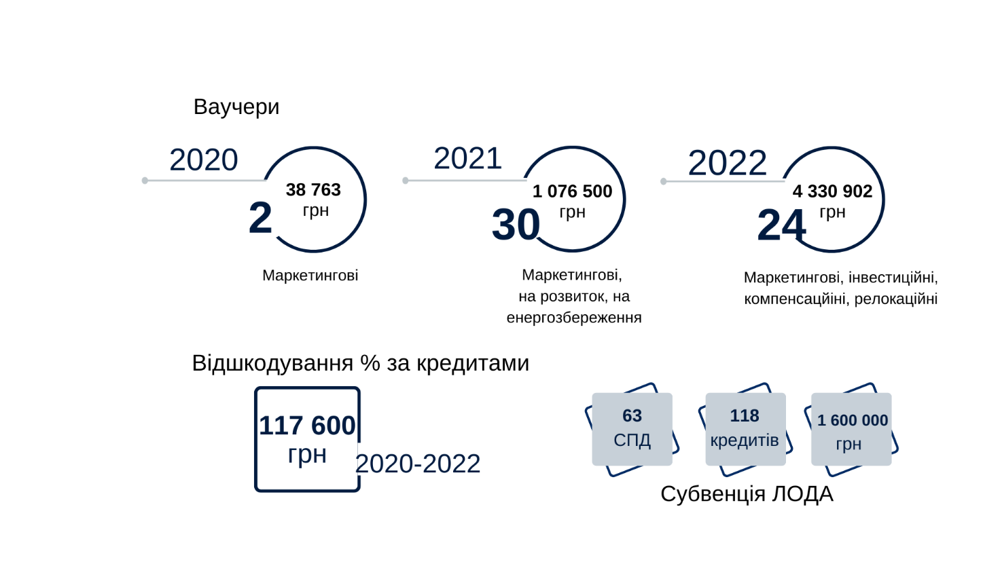 Ваучери
2020
38 763
грн
2
Маркетингові
2021
1 076 500
грн
30
Маркетингові,
на розвиток, на
енергозбереження
2022
4 330 902
грн
24
Маркетингові, інвестиційні,
компенсацйіні, релокаційні
Відшкодування % за кредитами
117 600
грн
2020-2022
63
СПД
118
кредитів
1 600 000
грн
Субвенція ЛОДА